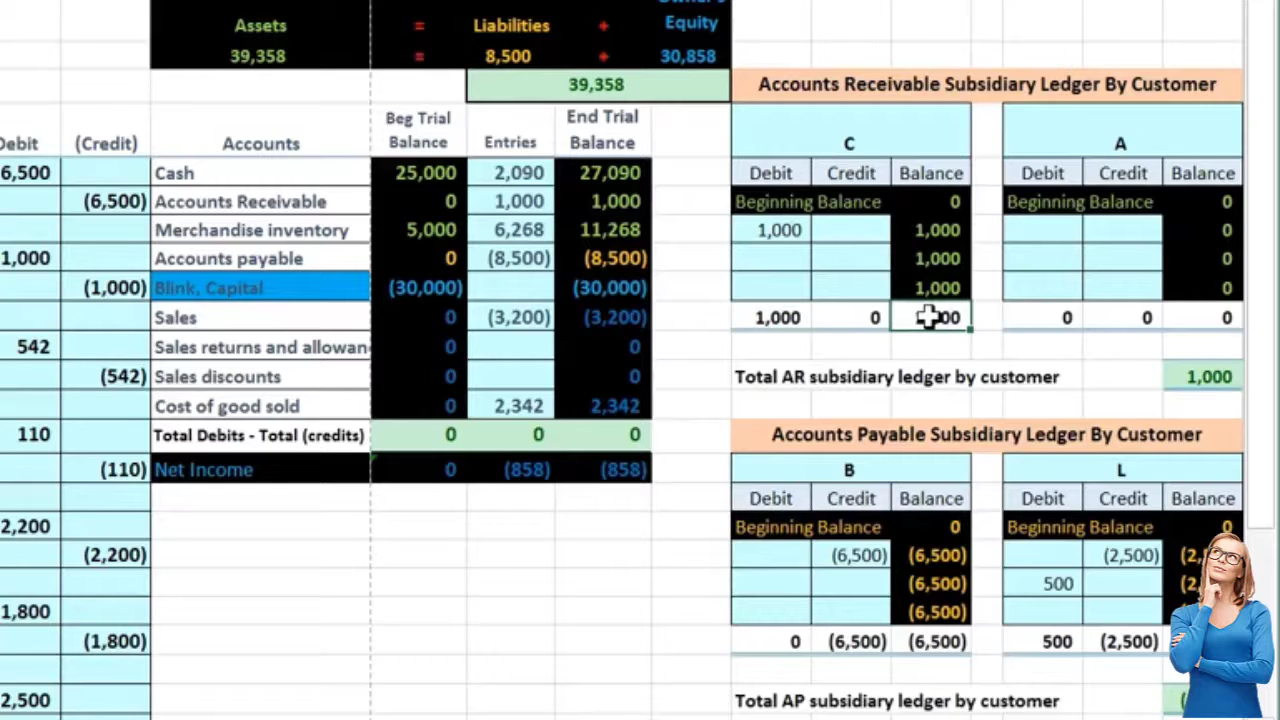 Owner's
Assets = Liabilities + Equity
39,358 = 8,500 + 30,858
39,358
Accounts Receivable Subsidiary Ledger By Customer
Beg Trial End Trial
Debit (Credit) Accounts Balance Entries Balance
C A
Debit Credit Balance Debit Credit Balance
6,500 Cash 25,000 2,090 27,090
(6,500) Accounts Receivable 0 1,000 1,000 Beginning Balance 0 Beginning Balance 0
Merchandise inventory 5,000 6,268 11,268 1,000 1,000 0
1,000 Accounts payable 0 (8,500) (8,500) 1,000 0
(1,000) Blink, Capital (30,000) (30,000) 1,000 0
Sales 0 (3,200) (3,200) 1,000 0 0 0 0
542 Sales returns and allowan 0 0
(542) Sales discounts 0 0 Total AR subsidiary ledger by customer 1,000
Cost of good sold 0 2,342 2,342
110 Total Debits - Total (credits) 0 0 0 Accounts Payable Subsidiary Ledger By Customer
(110) Net Income 0 (858) (858) B L
Debit Credit Balance Debit Credit Balance
2,200 Beginning Balance 0 Beginning Balance 0
(2,200) (6,500) (6,500) (2,500)
1,800 (6,500) 500
(6,500)
(1,800) 0 (6,500) (6,500) 500 (2,500)
2,500 Total AP subsidiary ledger by customer